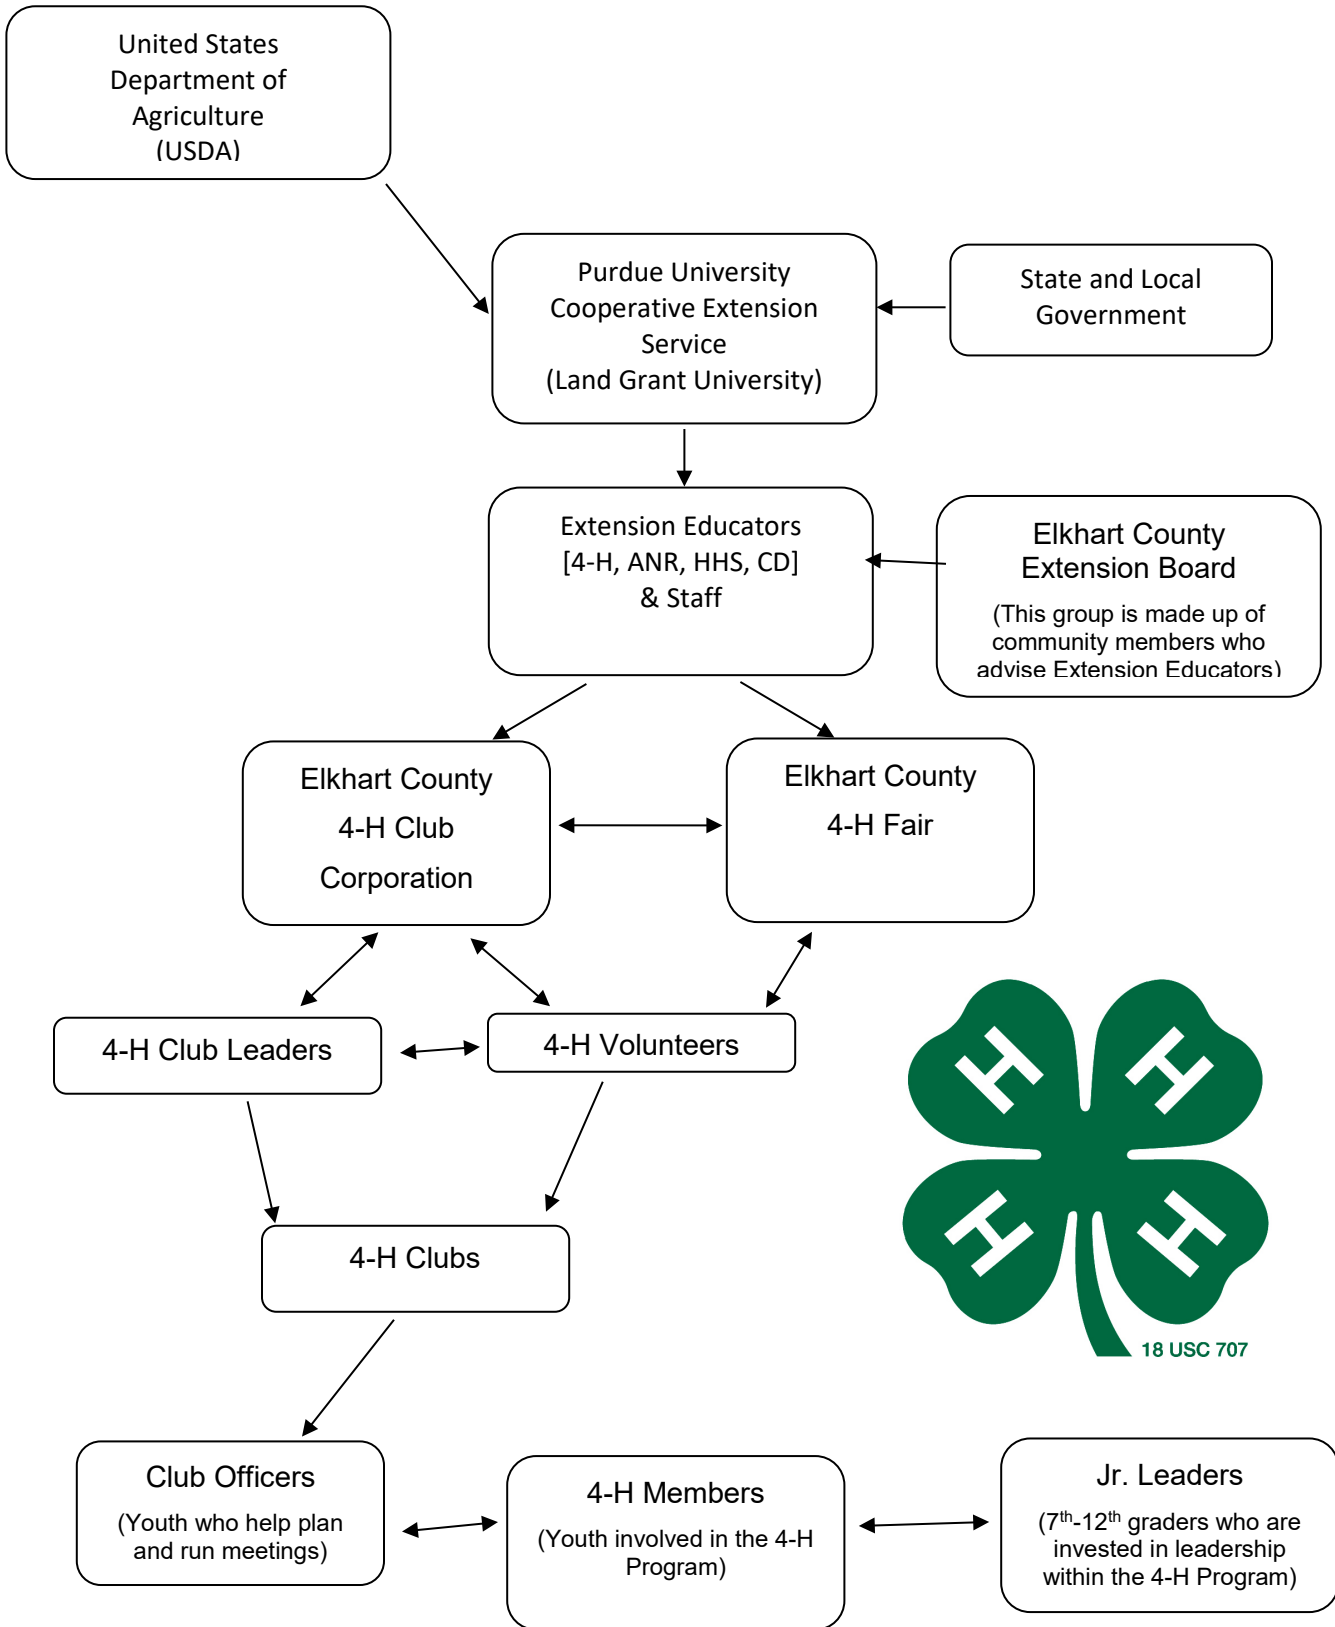 United States
Department of
Agriculture
(USDA)
Purdue University
Cooperative Extension
Service
(Land Grant University)
State and Local
Government
Extension Educators
[4-H, ANR, HHS, CD]
& Staff
Elkhart County
Extension Board
(This group is made up of
community members who
advise Extension Educators)
Elkhart County
4-H Club
Corporation
Elkhart County
4-H Fair
4-H Club Leaders
4-H Volunteers
H H
H H
18 USC 707
4-H Clubs
Club Officers
(Youth who help plan
and run meetings)
4-H Members
(Youth involved in the 4-H
Program)
Jr. Leaders
(7th-12th graders who are
invested in leadership
within the 4-H Program)